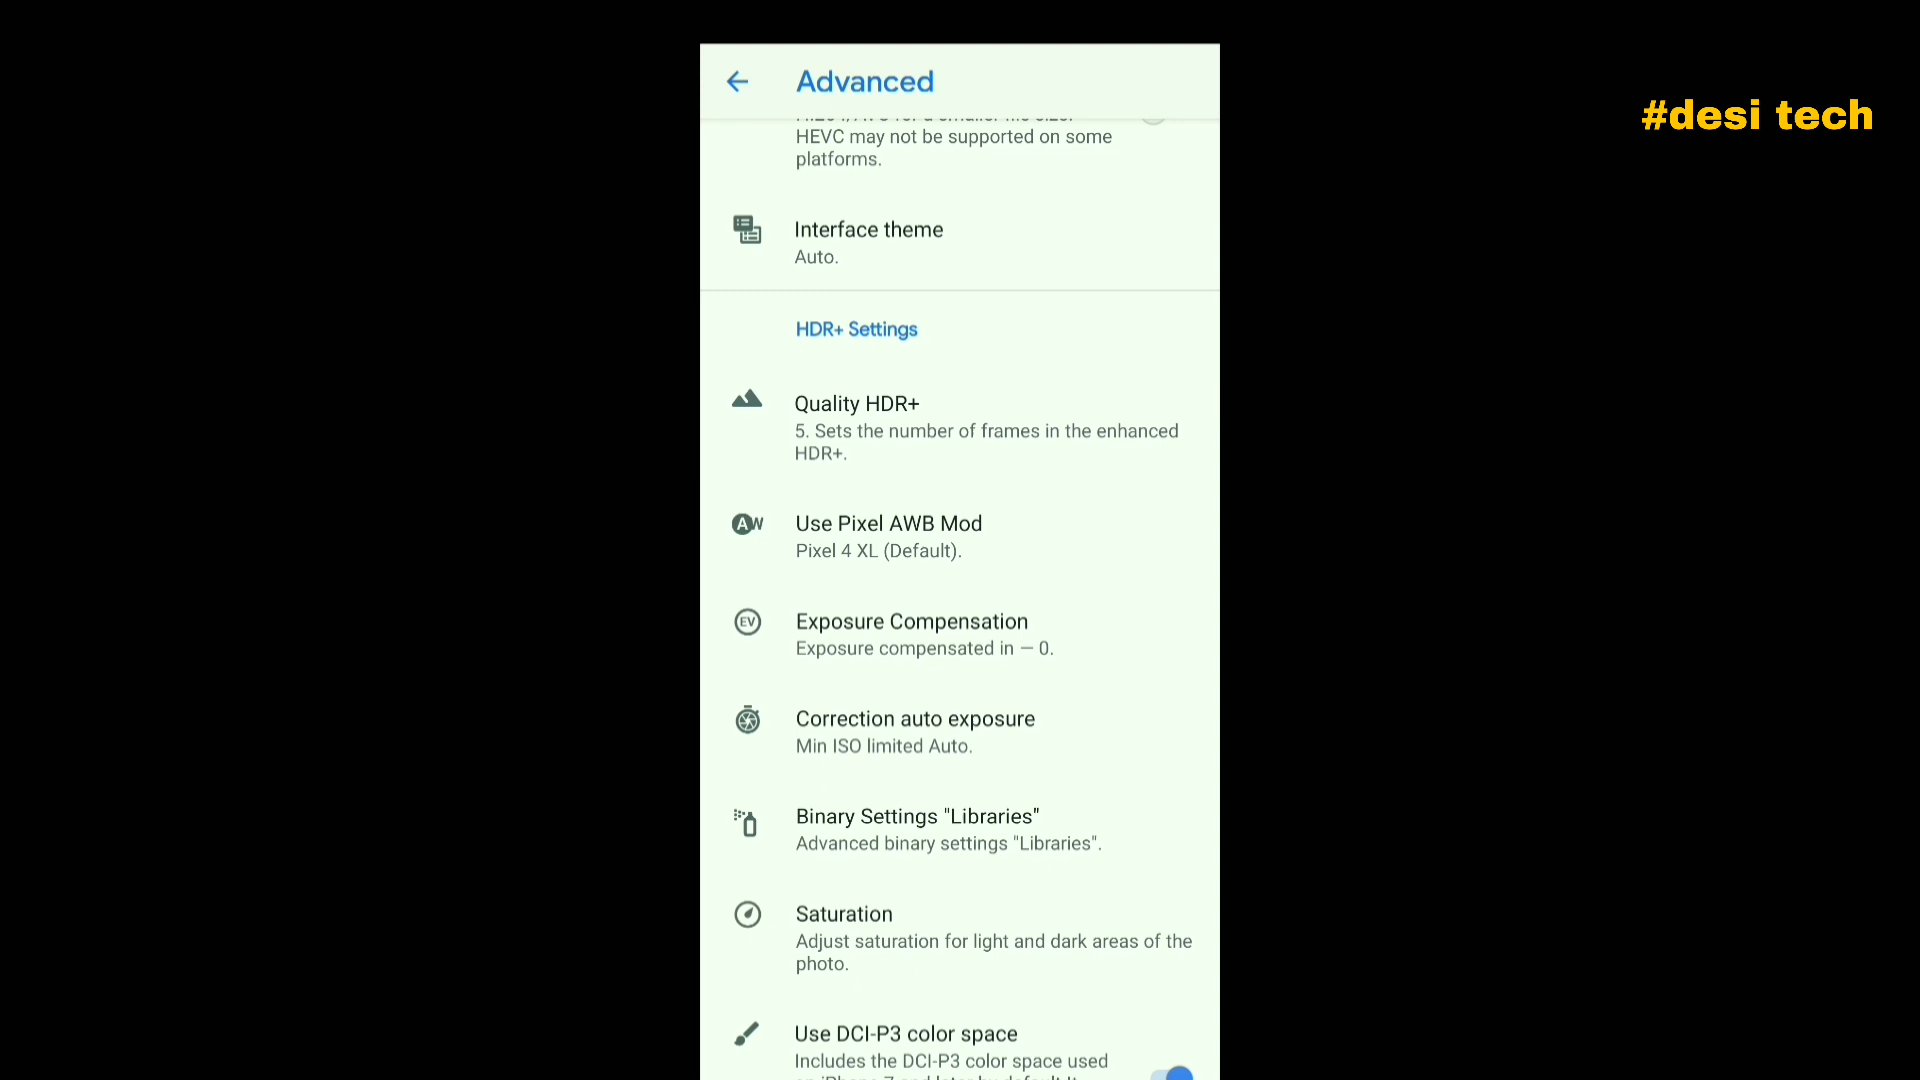 Advanced
#desi tech
HEVC may not be supported on some
platforms.
Interface theme
Auto.
HDR+ Settings
Quality HDR+
5. Sets the number of frames in the enhanced
HDR+.
AW
Use Pixel AWB Mod
Pixel 4 XL (Default).
EV
Exposure Compensation
Exposure compensated in — 0.
Correction auto exposure
Min ISO limited Auto.
Binary Settings "Libraries"
Advanced binary settings "Libraries".
Saturation
Adjust saturation for light and dark areas of the
photo.
Use DCI-P3 color space
Includes the DCI-P3 color space used